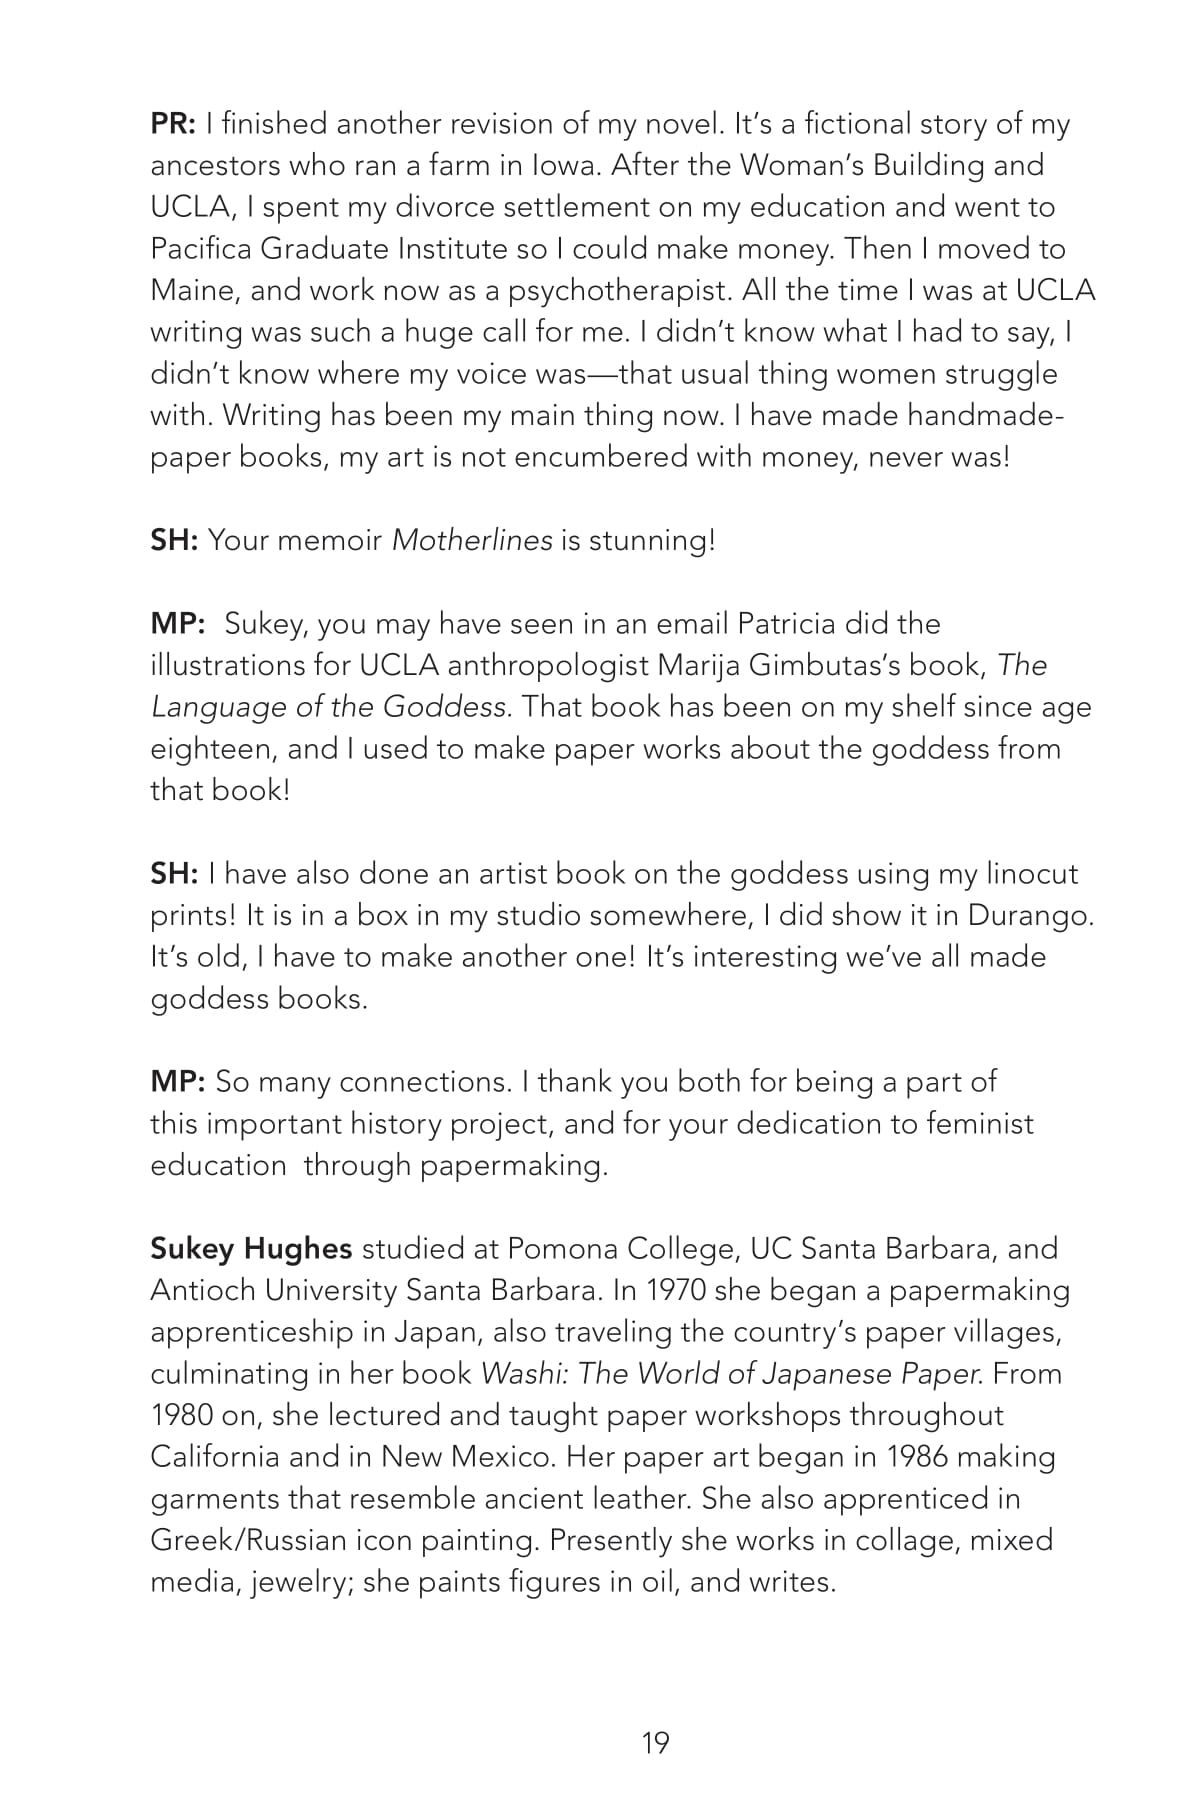 PR: I finished another revision of my novel. It’s a fictional story of my
ancestors who ran a farm in Iowa. After the Woman’s Building and
UCLA, I spent my divorce settlement on my education and went to
Pacifica Graduate Institute so I could make money. Then I moved to
Maine, and work now as a psychotherapist. All the time I was at UCLA
writing was such a huge call for me. I didn’t know what I had to say, I
didn’t know where my voice was—that usual thing women struggle
with. Writing has been my main thing now. I have made handmade-
paper books, my art is not encumbered with money, never was!
SH: Your memoir Motherlines is stunning!
MP:  Sukey, you may have seen in an email Patricia did the
illustrations for UCLA anthropologist Marija Gimbutas’s book, The
Language of the Goddess. That book has been on my shelf since age
eighteen, and I used to make paper works about the goddess from
that book!
SH: I have also done an artist book on the goddess using my linocut
prints! It is in a box in my studio somewhere, I did show it in Durango.
It’s old, I have to make another one! It’s interesting we’ve all made
goddess books.
MP: So many connections. I thank you both for being a part of
this important history project, and for your dedication to feminist
education  through papermaking.
Sukey Hughes studied at Pomona College, UC Santa Barbara, and
Antioch University Santa Barbara. In 1970 she began a papermaking
apprenticeship in Japan, also traveling the country’s paper villages,
culminating in her book Washi: The World of Japanese Paper. From
1980 on, she lectured and taught paper workshops throughout
California and in New Mexico. Her paper art began in 1986 making
garments that resemble ancient leather. She also apprenticed in
Greek/Russian icon painting. Presently she works in collage, mixed
media, jewelry; she paints figures in oil, and writes.
19